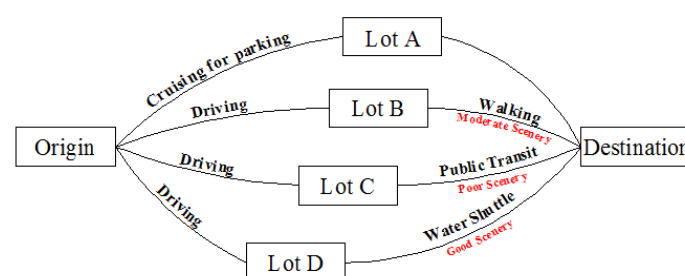 Cruising for parking
Lot A
Driving
Lot B
Walking
Moderate Scenery
Origin
Destination
Driving
Lot C
Public Transit
Poor Scenery
Driving
Lot D
Water Shuttle
Good Scenery